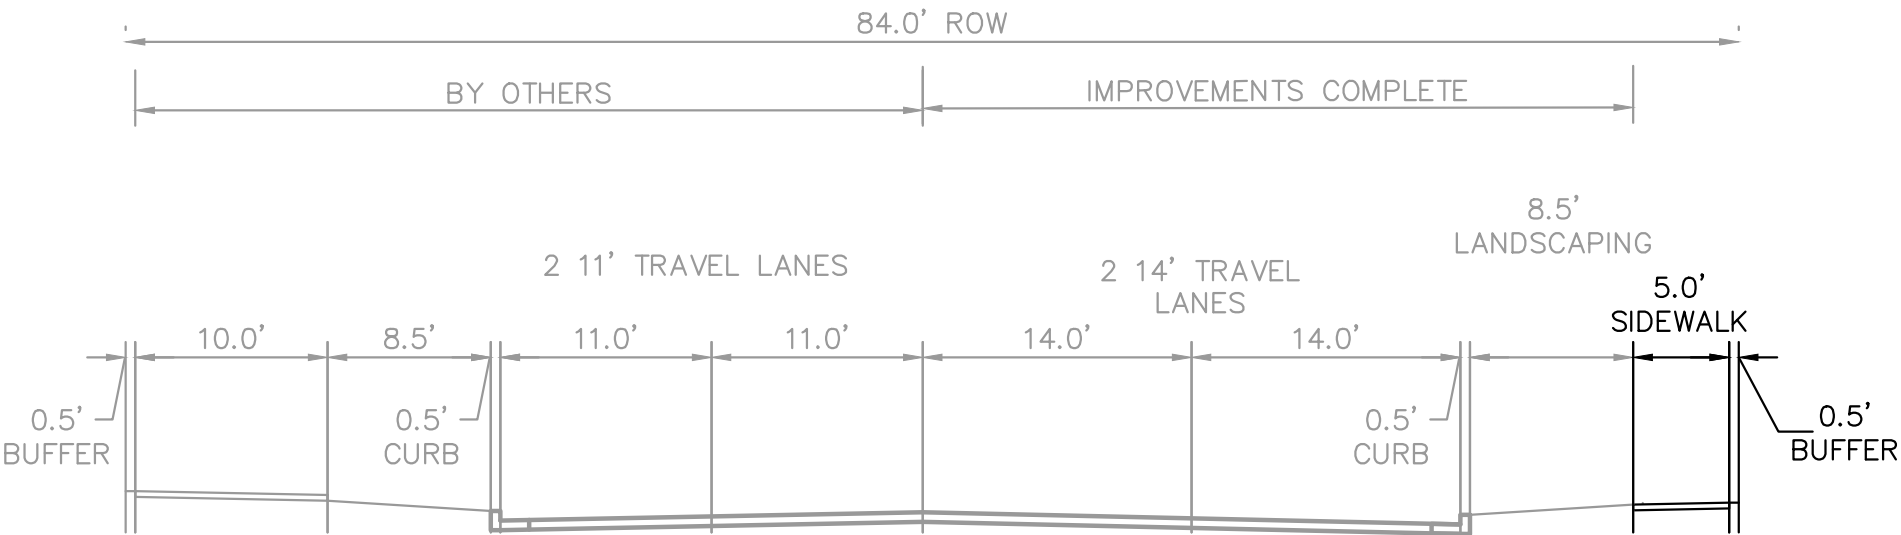 84.0' ROW
BY OTHERS
IMPROVEMENTS COMPLETE
8.5'
LANDSCAPING
2 11' TRAVEL LANES
2 14' TRAVEL
LANES
5.0'
SIDEWALK
10.0'
8.5'
11.0'
11.0'
14.0'
14.0'
0.5'
BUFFER
0.5'
CURB
0.5'
CURB
0.5'
BUFFER